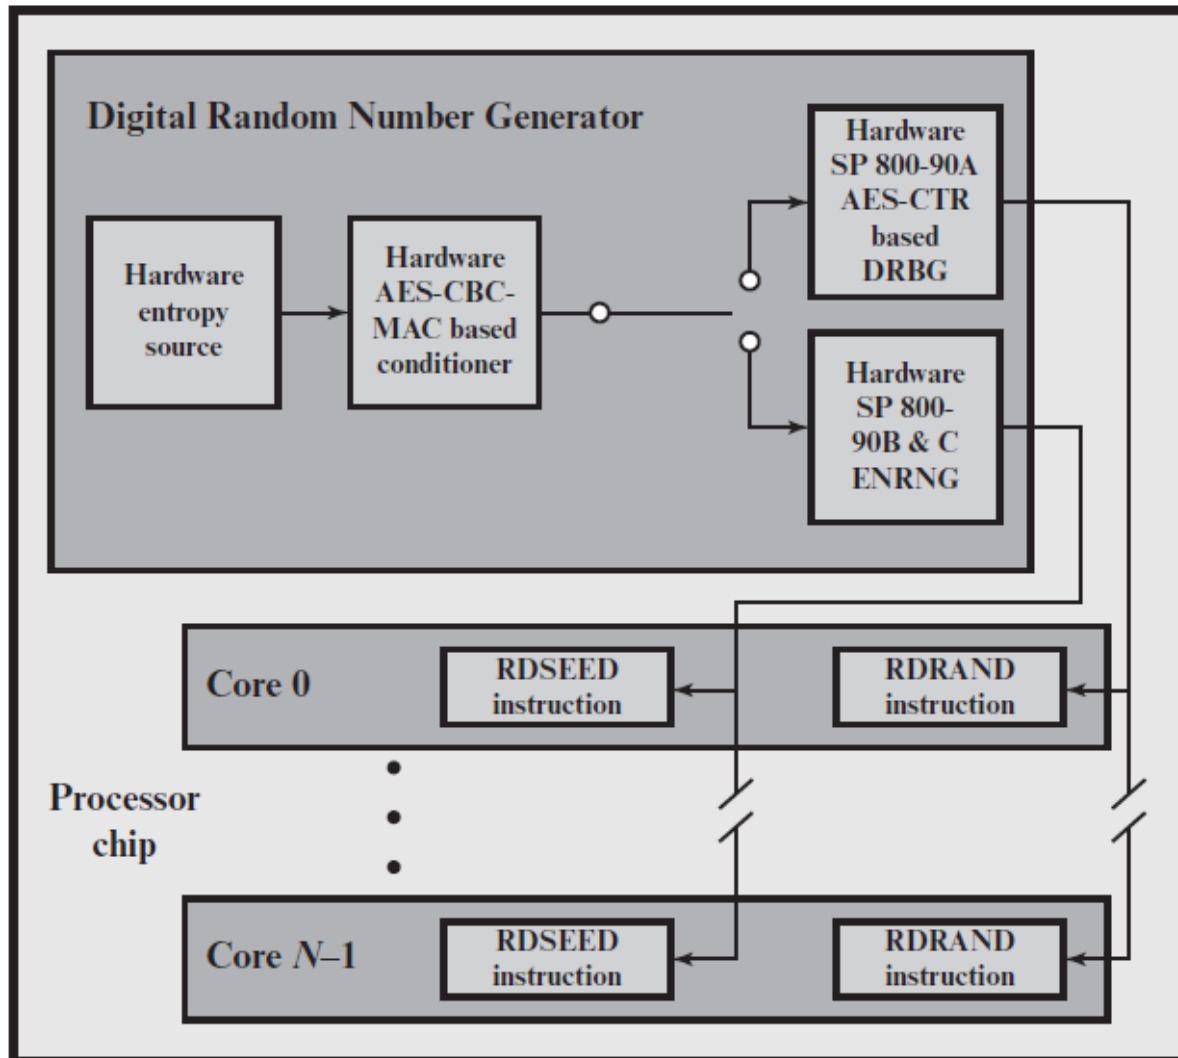 Digital Random Number Generator
Hardware
entropy
source
Hardware
AES-CBC-
MAC based
conditioner
Hardware
SP 800-90A
AES-CTR
based
DRBG
Hardware
SP 800-
90B & C
ENRNG
Core 0
RDSEED
instruction
RDRAND
instruction
Processor
chip
Core N–1
RDSEED
instruction
RDRAND
instruction